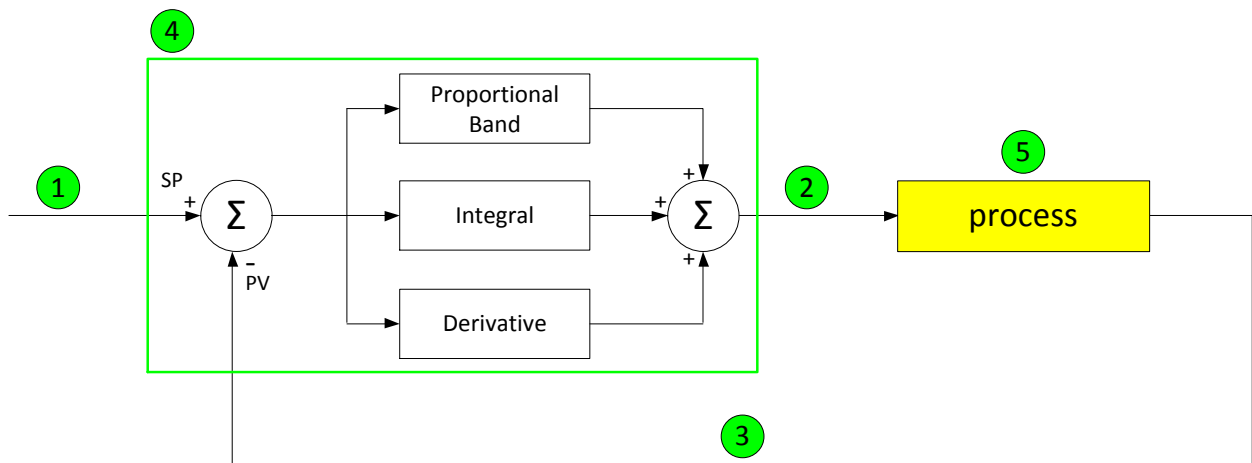 4
Proportional
Band
5
1
SP
+
Σ
-
PV
Integral
+
+
+
Σ
2
process
Derivative
3